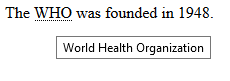 The WHO was founded in 1948.
World Health Organization